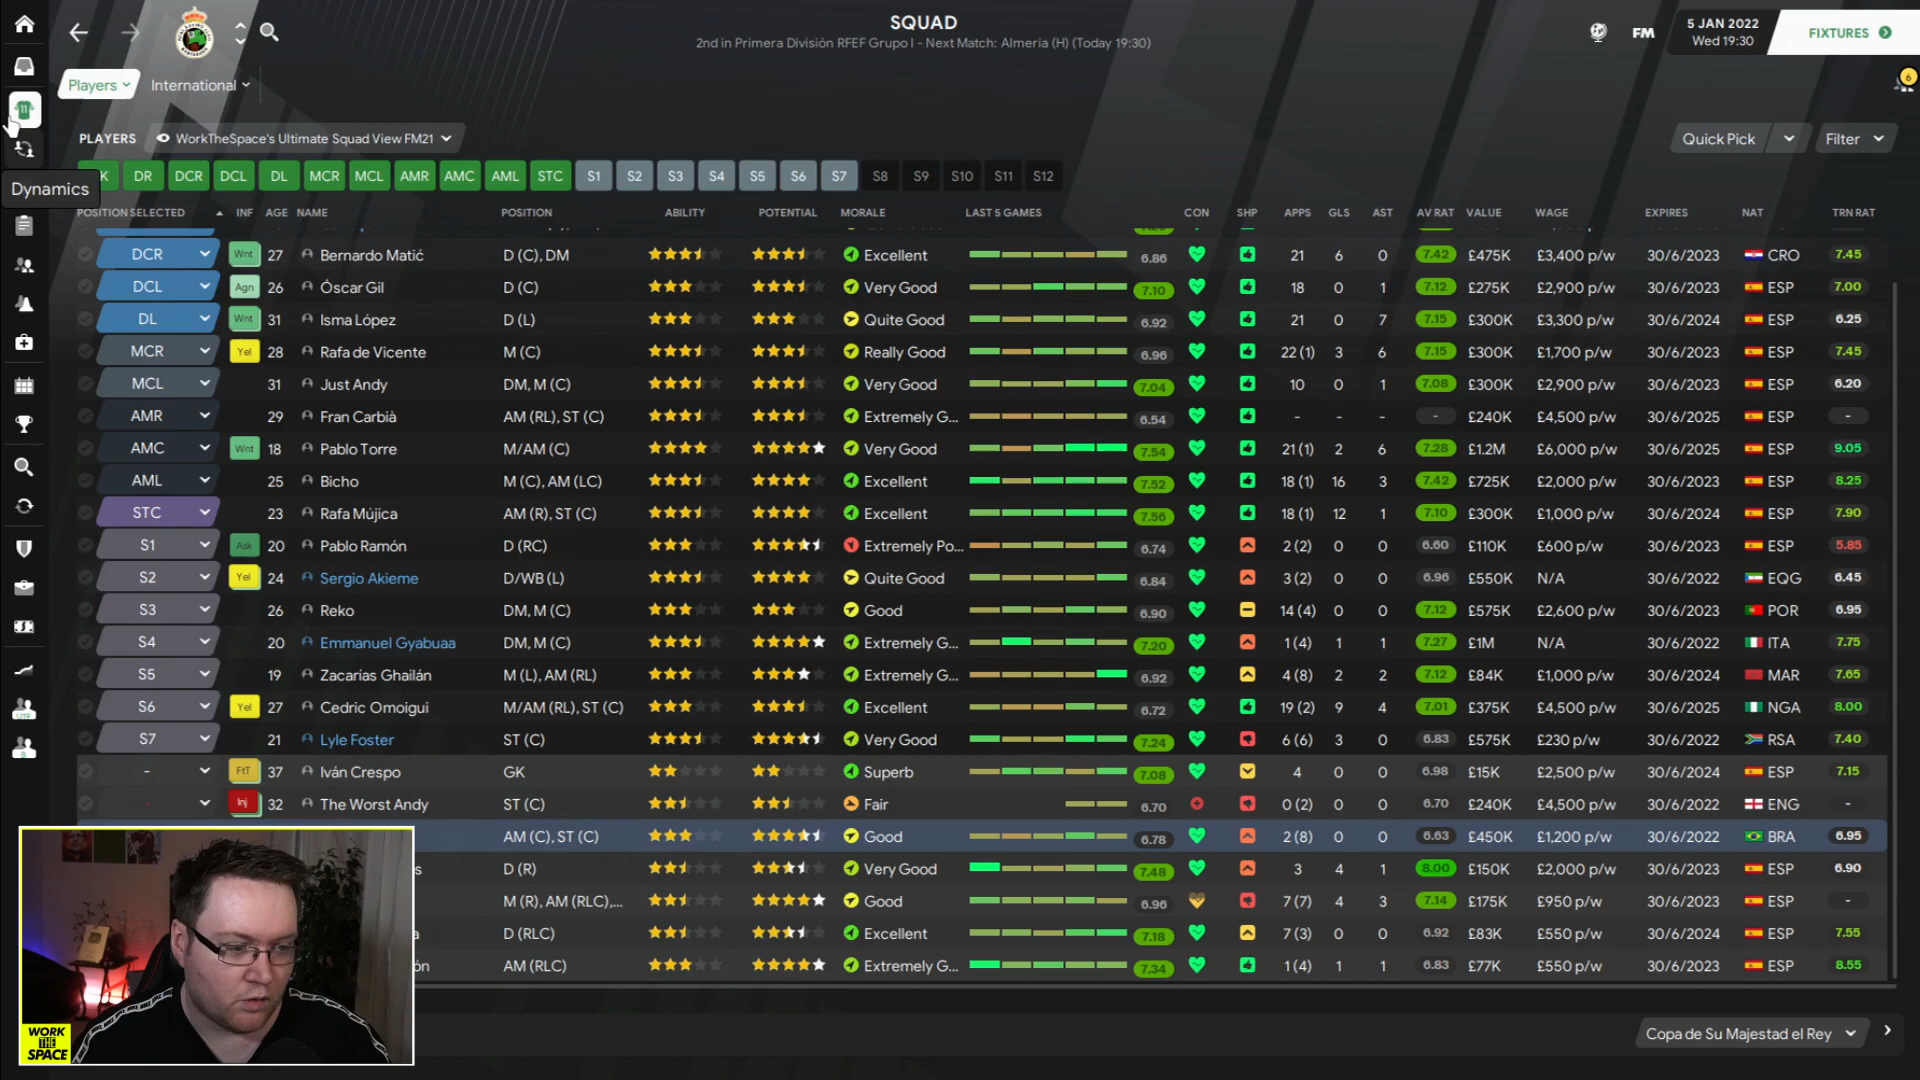 SQUAD
2nd in Primera División RFEF Grupo I - Next Match: Almería (H) (Today 19:30)
FM
5 JAN 2022
Wed 19:30
FIXTURES
Players
International
6
PLAYERS
WorkTheSpace's Ultimate Squad View FM21
Quick Pick
Filter
K DR DCR DCL DL MCR MCL AMR AMC AML STC S1 S2 S3 S4 S5 S6 S7 S8 S9 S10 S11 S12
Dynamics
POSITION SELECTED INF AGE NAME POSITION ABILITY POTENTIAL MORALE LAST 5 GAMES CON SHP APPS GLS AST AV RAT VALUE WAGE EXPIRES NAT TRN RAT
DCR Wnt 27 Bernardo Matić D (C), DM Excellent 6.86 21 6 0 7.42 £475K £3,400 p/w 30/6/2023 CRO 7.45
DCL Agn 26 Óscar Gil D (C) Very Good 7.10 18 0 1 7.12 £275K £2,900 p/w 30/6/2023 ESP 7.00
DL Wnt 31 Isma López D (L) Quite Good 6.92 21 0 7 7.15 £300K £3,300 p/w 30/6/2024 ESP 6.25
MCR Yel 28 Rafa de Vicente M (C) Really Good 6.96 22 (1) 3 6 7.15 £300K £1,700 p/w 30/6/2023 ESP 7.45
MCL 31 Just Andy DM, M (C) Very Good 7.04 10 0 1 7.08 £300K £2,900 p/w 30/6/2023 ESP 6.20
AMR 29 Fran Carbià AM (RL), ST (C) Extremely G... 6.54 - - - - £240K £4,500 p/w 30/6/2025 ESP -
AMC Wnt 18 Pablo Torre M/AM (C) Very Good 7.54 21 (1) 2 6 7.28 £1.2M £6,000 p/w 30/6/2025 ESP 9.05
AML 25 Bicho M (C), AM (LC) Excellent 7.52 18 (1) 16 3 7.42 £725K £2,000 p/w 30/6/2023 ESP 8.25
STC 23 Rafa Mújica AM (R), ST (C) Excellent 7.56 18 (1) 12 1 7.10 £300K £1,000 p/w 30/6/2024 ESP 7.90
S1 Ask 20 Pablo Ramón D (RC) Extremely Po... 6.74 2 (2) 0 0 6.60 £110K £600 p/w 30/6/2023 ESP 5.85
S2 Yel 24 Sergio Akieme D/WB (L) Quite Good 6.84 3 (2) 0 0 6.96 £550K N/A 30/6/2022 EQG 6.45
S3 26 Reko DM, M (C) Good 6.90 14 (4) 0 0 7.12 £575K £2,600 p/w 30/6/2023 POR 6.95
S4 20 Emmanuel Gyabuaa DM, M (C) Extremely G... 7.20 1 (4) 1 1 7.27 £1M N/A 30/6/2022 ITA 7.75
S5 19 Zacarías Ghailán M (L), AM (RL) Extremely G... 6.92 4 (8) 2 2 7.12 £84K £1,000 p/w 30/6/2023 MAR 7.65
S6 Yel 27 Cedric Omoigui M/AM (RL), ST (C) Excellent 6.72 19 (2) 9 4 7.01 £375K £4,500 p/w 30/6/2025 NGA 8.00
S7 21 Lyle Foster ST (C) Very Good 7.24 6 (6) 3 0 6.83 £575K £230 p/w 30/6/2022 RSA 7.40
- FtT 37 Iván Crespo GK Superb 7.08 4 0 0 6.98 £15K £2,500 p/w 30/6/2024 ESP 7.15
- Inj 32 The Worst Andy ST (C) Fair 6.70 0 (2) 0 0 6.70 £240K £4,500 p/w 30/6/2022 ENG -
AM (C), ST (C) Good 6.78 2 (8) 0 0 6.63 £450K £1,200 p/w 30/6/2022 BRA 6.95
s D (R) Very Good 7.48 3 4 1 8.00 £150K £2,000 p/w 30/6/2023 ESP 6.90
M (R), AM (RLC),... Good 6.96 7 (7) 4 3 7.14 £175K £950 p/w 30/6/2023 ESP -
a D (RLC) Excellent 7.18 7 (3) 0 0 6.92 £83K £550 p/w 30/6/2024 ESP 7.55
ón AM (RLC) Extremely G... 7.34 1 (4) 1 1 6.83 £77K £550 p/w 30/6/2023 ESP 8.55
WORK
THE
SPACE
Copa de Su Majestad el Rey